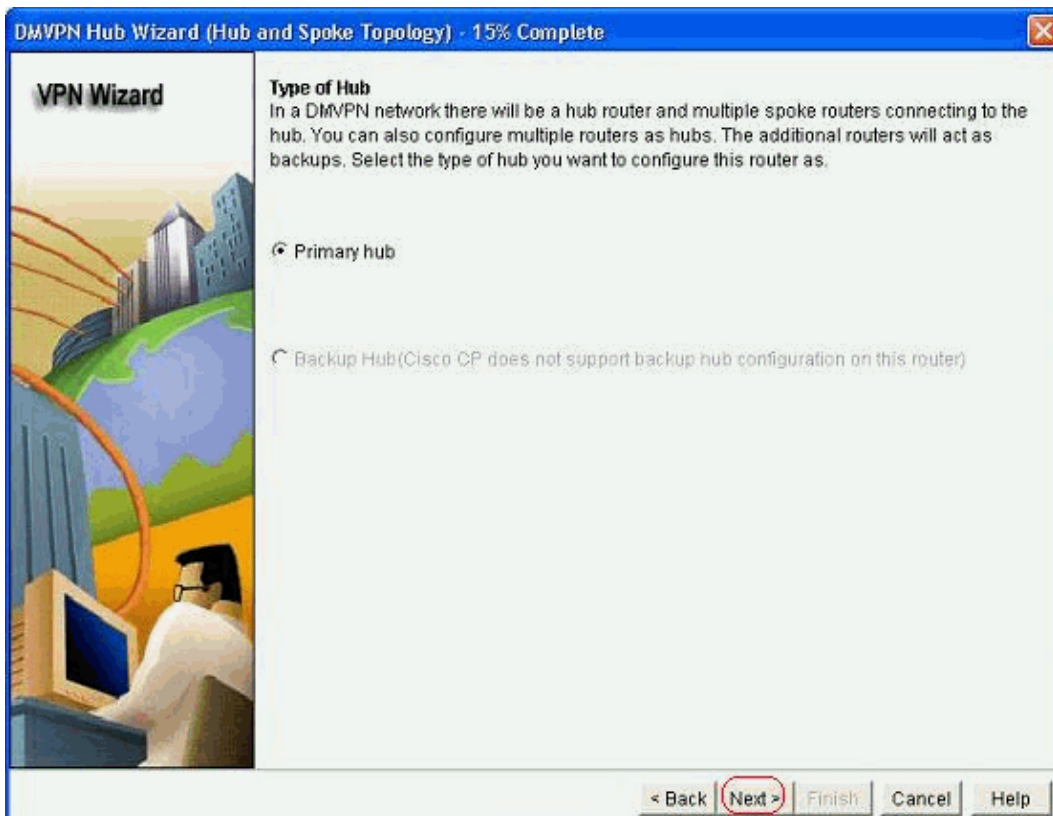 DMVPN Hub Wizard (Hub and Spoke Topology) - 15% Complete
VPN Wizard
Type of Hub
In a DMVPN network there will be a hub router and multiple spoke routers connecting to the
hub. You can also configure multiple routers as hubs. The additional routers will act as
backups. Select the type of hub you want to configure this router as.
Primary hub
Backup Hub(Cisco CP does not support backup hub configuration on this router)
< Back
Next >
Finish
Cancel
Help